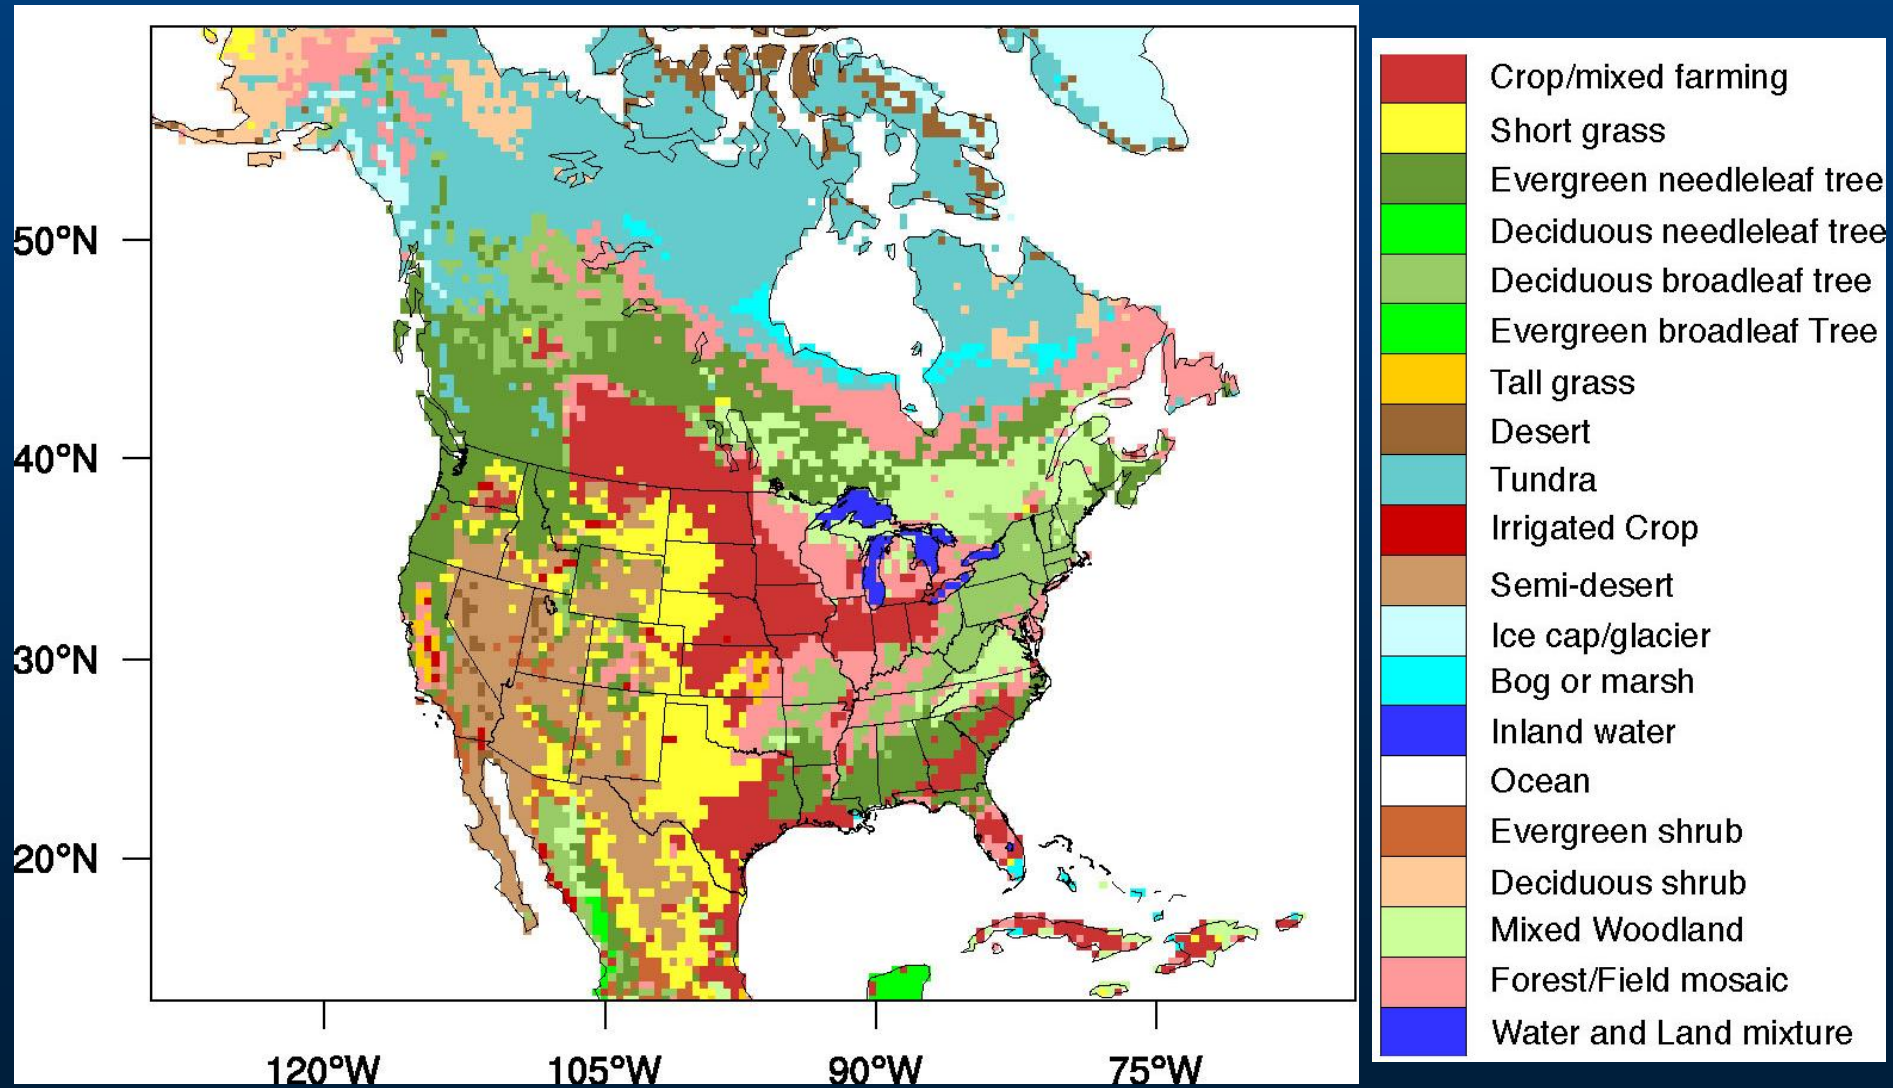 50°N
40°N
30°N
20°N
120°W 105°W 90°W 75°W
Crop/mixed farming
Short grass
Evergreen needleleaf tree
Deciduous needleleaf tree
Deciduous broadleaf tree
Evergreen broadleaf Tree
Tall grass
Desert
Tundra
Irrigated Crop
Semi-desert
Ice cap/glacier
Bog or marsh
Inland water
Ocean
Evergreen shrub
Deciduous shrub
Mixed Woodland
Forest/Field mosaic
Water and Land mixture